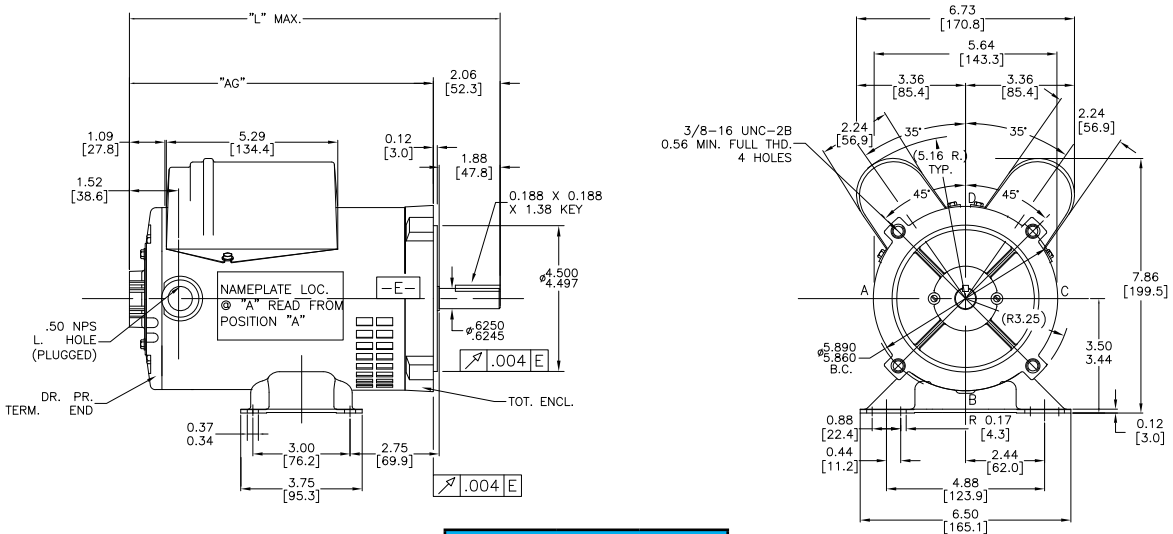 "L" MAX.
"AG"
2.06
[52.3]
1.09
[27.8]
5.29
[134.4]
0.12
[3.0]
1.88
[47.8]
1.52
[38.6]
0.188 X 0.188
X 1.38 KEY
NAMEPLATE LOC.
@ "A" READ FROM
POSITION "A"
-E-
ø4.500
4.497
.50 NPS
L. HOLE
(PLUGGED)
ø.6250
.6245
.004 E
DR. PR.
TERM. END
TOT. ENCL.
0.37
0.34
3.00
[76.2]
2.75
[69.9]
3.75
[95.3]
.004 E
6.73
[170.8]
5.64
[143.3]
3.36
[85.4]
3.36
[85.4]
3/8-16 UNC-2B
0.56 MIN. FULL THD.
4 HOLES
2.24
[56.9]
35°
35°
2.24
[56.9]
(5.16 R.)
TYP.
45°
45°
D
A
C
B
7.86
[199.5]
(R3.25)
3.50
3.44
ø5.890
5.860
B.C.
0.88
[22.4]
R 0.17
[4.3]
0.12
[3.0]
0.44
[11.2]
2.44
[62.0]
4.88
[123.9]
6.50
[165.1]